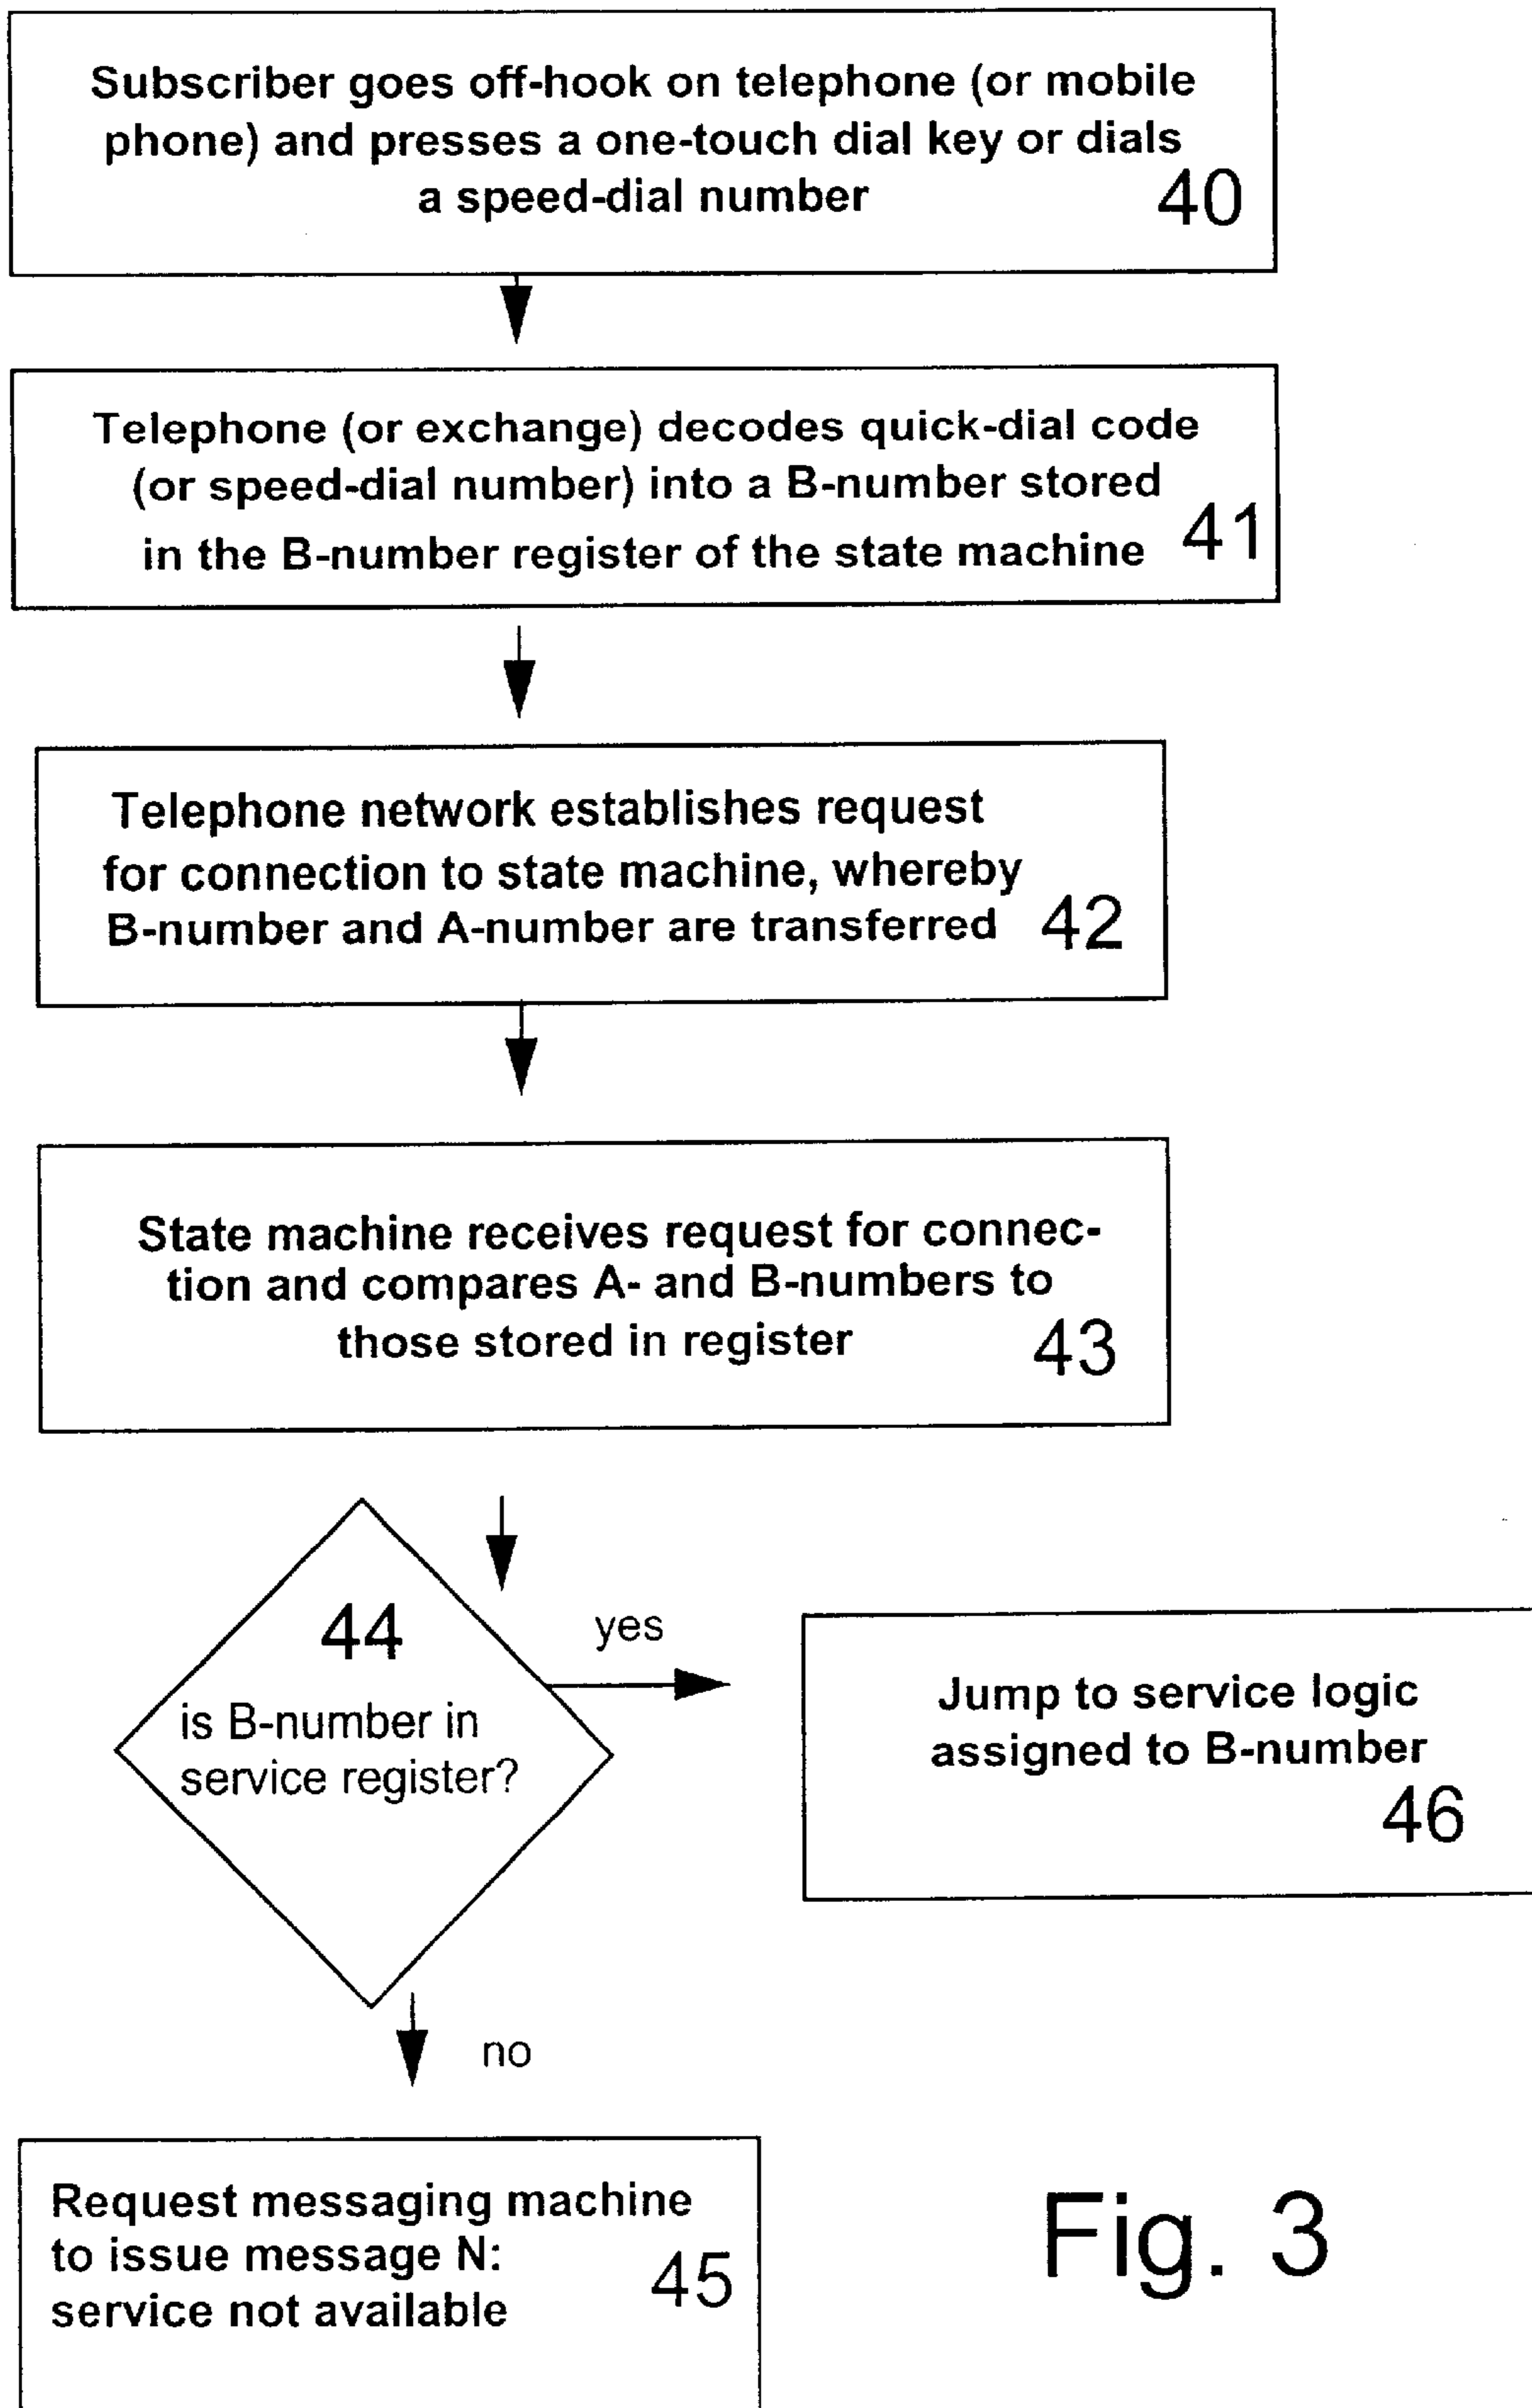 Subscriber goes off-hook on telephone (or mobile
phone) and presses a one-touch dial key or dials
a speed-dial number
40
Telephone (or exchange) decodes quick-dial code
(or speed-dial number) into a B-number stored
in the B-number register of the state machine
41
Telephone network establishes request
for connection to state machine, whereby
B-number and A-number are transferred
42
State machine receives request for connec-
tion and compares A- and B-numbers to
those stored in register
43
44
is B-number in
service register?
yes
Jump to service logic
assigned to B-number
46
no
Request messaging machine
to issue message N:
service not available
45
Fig. 3